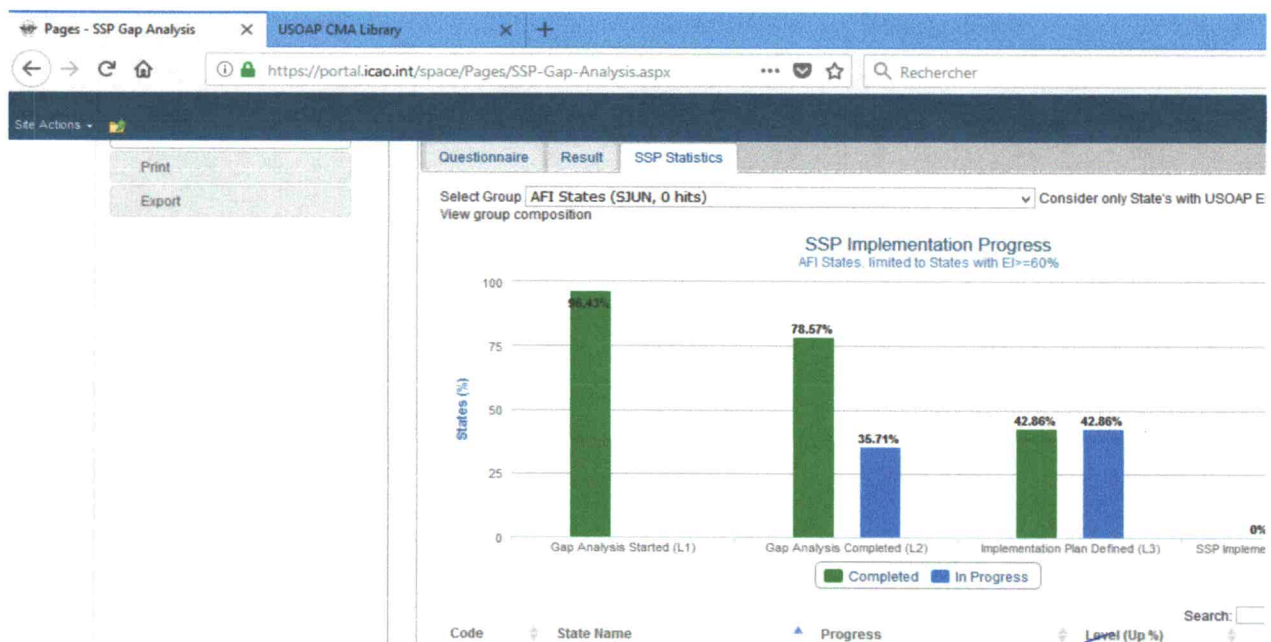 Pages - SSP Gap Analysis
USOAP CMA Library
https://portal.icao.int/space/Pages/SSP-Gap-Analysis.aspx
Rechercher
Site Actions
Print
Export
Questionnaire Result SSP Statistics
Select Group AFI States (SJUN, 0 hits) Consider only State's with USOAP E
View group composition
SSP Implementation Progress
AFI States, limited to States with EI>=60%
States (%)
100
75
50
25
0
96.43%
78.57%
35.71%
42.86%
42.86%
0%
Gap Analysis Started (L1)
Gap Analysis Completed (L2)
Implementation Plan Defined (L3)
SSP Impleme
Completed In Progress
Search:
Code State Name Progress Level (Up %)